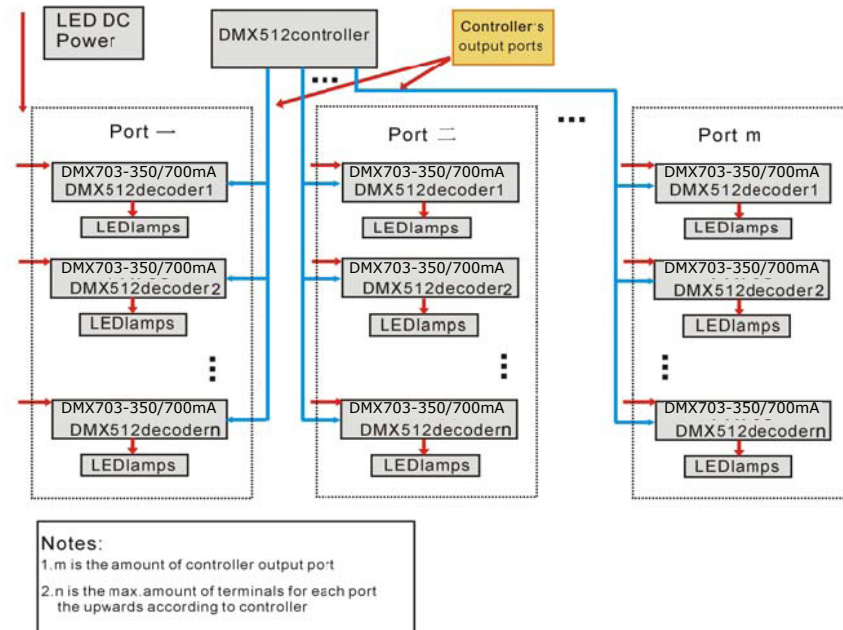 LED DC
Power
DMX512controller
Controller's
output ports
Port 一
DMX703-350/700mA
DMX512decoder1
LEDlamps
DMX703-350/700mA
DMX512decoder2
LEDlamps
DMX703-350/700mA
DMX512decodern
LEDlamps
Port 二
DMX703-350/700mA
DMX512decoder1
LEDlamps
DMX703-350/700mA
DMX512decoder2
LEDlamps
DMX703-350/700mA
DMX512decodern
LEDlamps
Port m
DMX703-350/700mA
DMX512decoder1
LEDlamps
DMX703-350/700mA
DMX512decoder2
LEDlamps
DMX703-350/700mA
DMX512decodern
LEDlamps
Notes:
1.m is the amount of controller output port
2.n is the max.amount of terminals for each port
the upwards according to controller